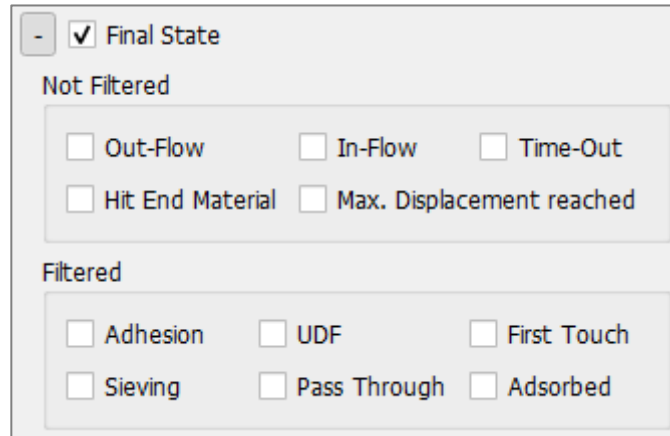 - Final State
Not Filtered
Out-Flow In-Flow Time-Out
Hit End Material Max. Displacement reached
Filtered
Adhesion UDF First Touch
Sieving Pass Through Adsorbed